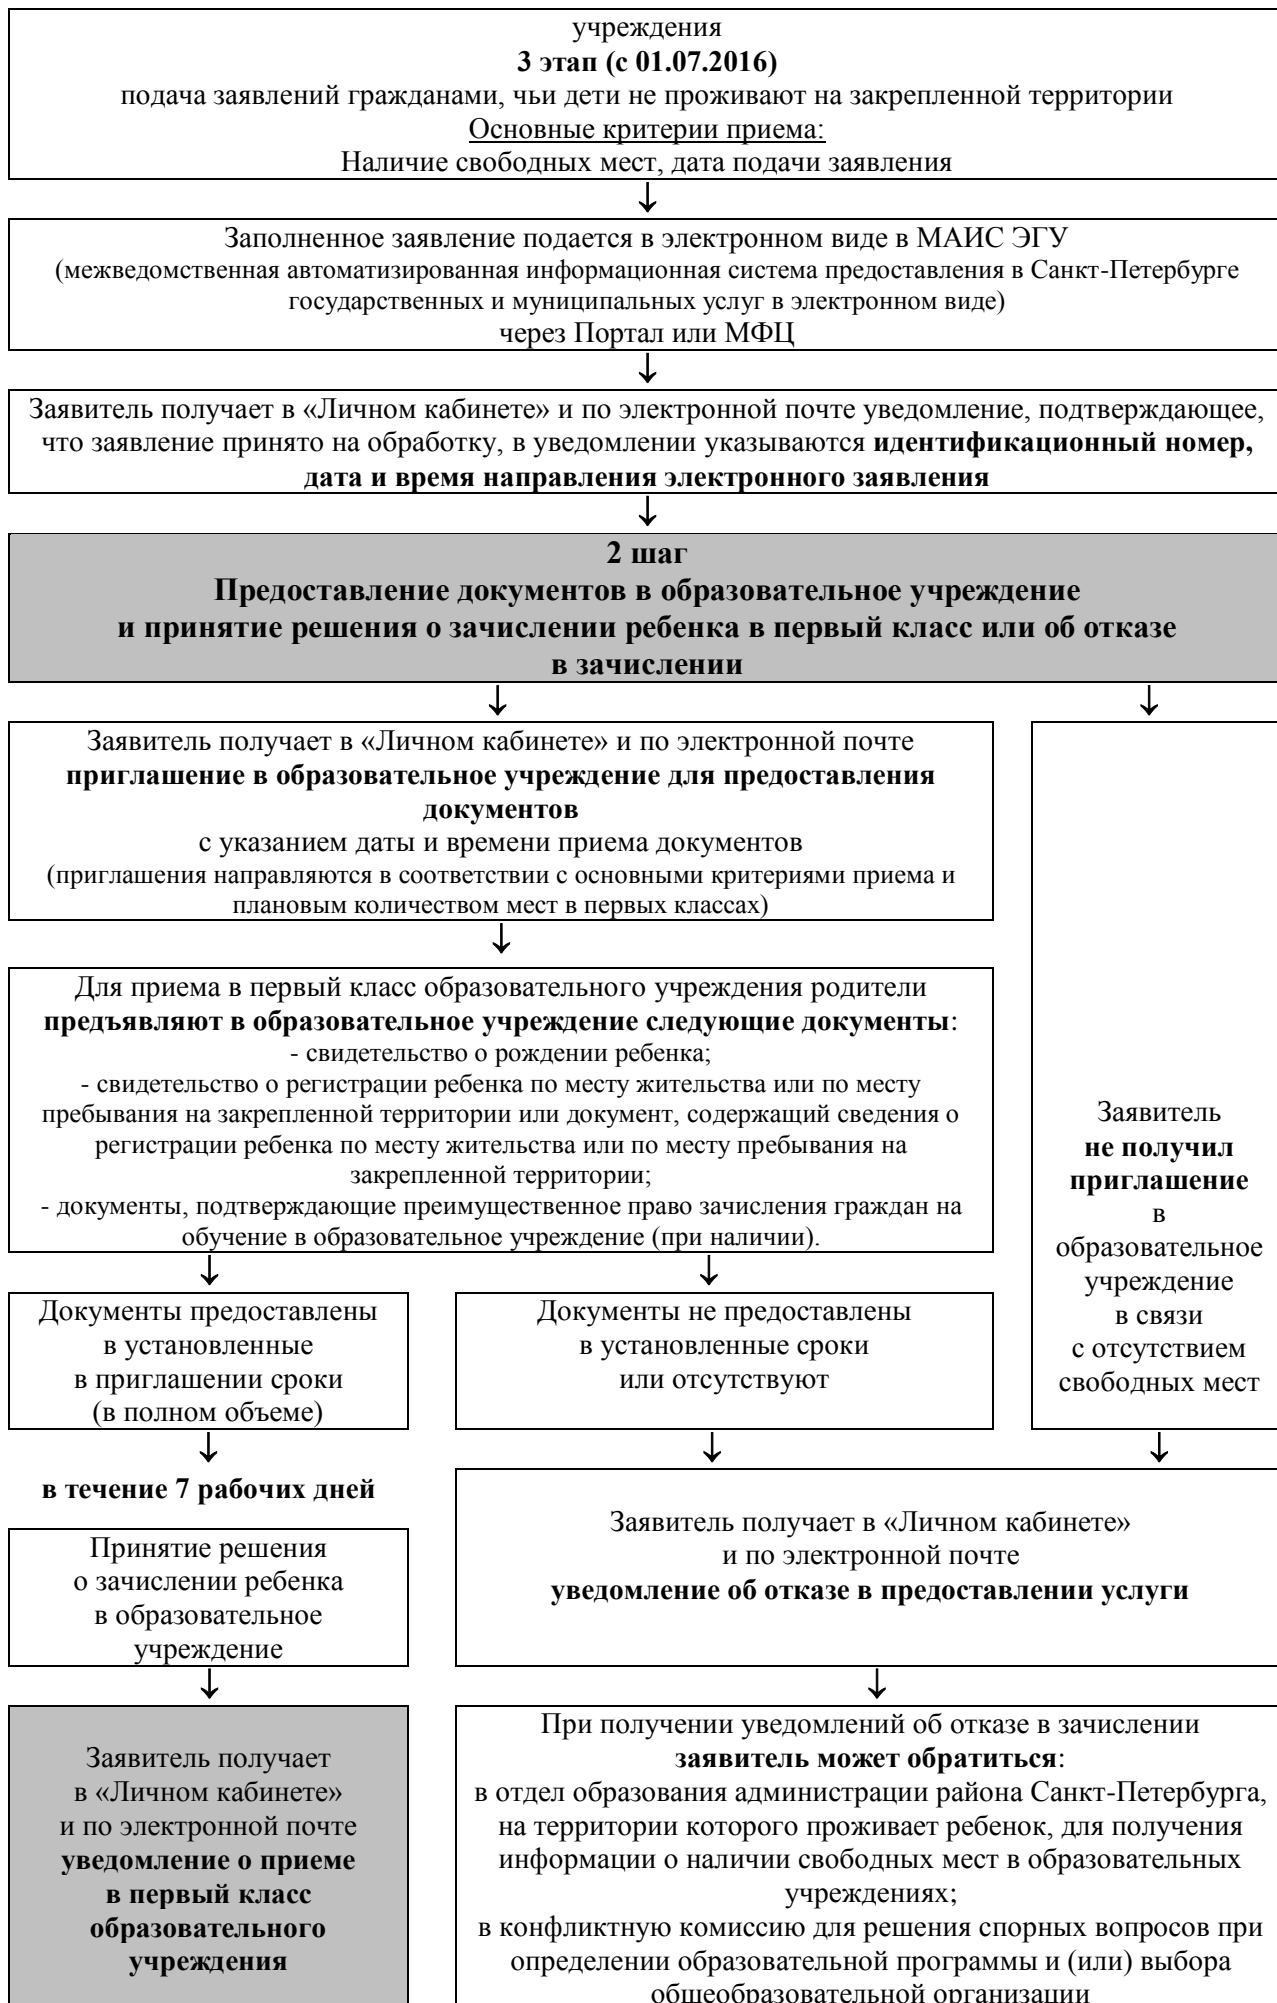 учреждения
3 этап (с 01.07.2016)
подача заявлений гражданами, чьи дети не проживают на закрепленной территории
Основные критерии приема:
Наличие свободных мест, дата подачи заявления
↓
Заполненное заявление подается в электронном виде в МАИС ЭГУ
(межведомственная автоматизированная информационная система предоставления в Санкт-Петербурге
государственных и муниципальных услуг в электронном виде)
через Портал или МФЦ
↓
Заявитель получает в «Личном кабинете» и по электронной почте уведомление, подтверждающее,
что заявление принято на обработку, в уведомлении указываются идентификационный номер,
дата и время направления электронного заявления
↓
2 шаг
Предоставление документов в образовательное учреждение
и принятие решения о зачислении ребенка в первый класс или об отказе
в зачислении
↓ ↓
Заявитель получает в «Личном кабинете» и по электронной почте
приглашение в образовательное учреждение для предоставления
документов
с указанием даты и времени приема документов
(приглашения направляются в соответствии с основными критериями приема и
плановым количеством мест в первых классах)
↓
Для приема в первый класс образовательного учреждения родители
предъявляют в образовательное учреждение следующие документы:
- свидетельство о рождении ребенка;
- свидетельство о регистрации ребенка по месту жительства или по месту
пребывания на закрепленной территории или документ, содержащий сведения о
регистрации ребенка по месту жительства или по месту пребывания на
закрепленной территории;
- документы, подтверждающие преимущественное право зачисления граждан на
обучение в образовательное учреждение (при наличии).
Заявитель
не получил
приглашение
в
образовательное
учреждение
в связи
с отсутствием
свободных мест
↓ ↓
Документы предоставлены
в установленные
в приглашении сроки
(в полном объеме)
Документы не предоставлены
в установленные сроки
или отсутствуют
↓ ↓ ↓
в течение 7 рабочих дней
Принятие решения
о зачислении ребенка
в образовательное
учреждение
Заявитель получает в «Личном кабинете»
и по электронной почте
уведомление об отказе в предоставлении услуги
↓ ↓
Заявитель получает
в «Личном кабинете»
и по электронной почте
уведомление о приеме
в первый класс
образовательного
учреждения
При получении уведомлений об отказе в зачислении
заявитель может обратиться:
в отдел образования администрации района Санкт-Петербурга,
на территории которого проживает ребенок, для получения
информации о наличии свободных мест в образовательных
учреждениях;
в конфликтную комиссию для решения спорных вопросов при
определении образовательной программы и (или) выбора
общеобразовательной организации